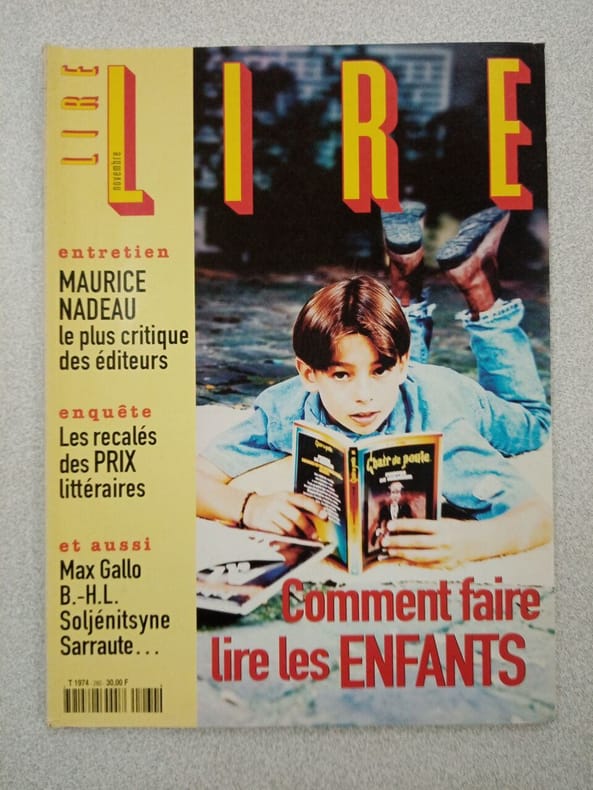 LIRE
LIRE
novembre
entretien
MAURICE
NADEAU
le plus critique
des éditeurs
enquête
Les recalés
des PRIX
littéraires
et aussi
Max Gallo
B.-H.L.
Soljénitsyne
Sarraute...
Chair de poule
Comment faire
lire les ENFANTS
T 1974 - 260 - 30,00 F